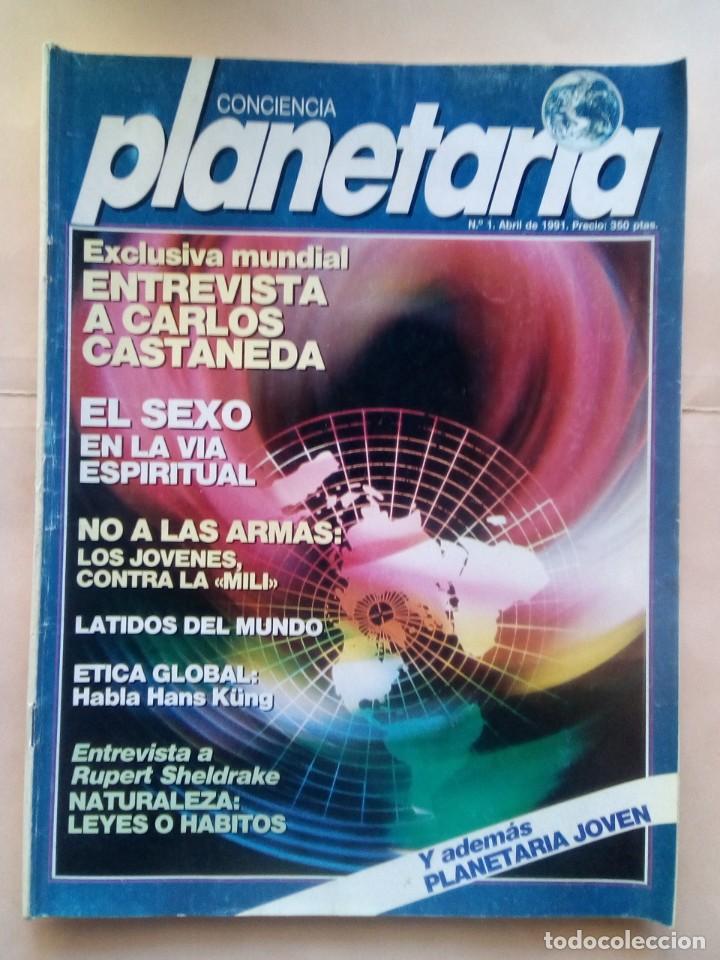 CONCIENCIA
planetaria
N.º 1. Abril de 1991. Precio: 350 ptas.
Exclusiva mundial
ENTREVISTA
A CARLOS
CASTANEDA
EL SEXO
EN LA VIA
ESPIRITUAL
NO A LAS ARMAS:
LOS JOVENES,
CONTRA LA «MILI»
LATIDOS DEL MUNDO
ETICA GLOBAL:
Habla Hans Küng
Entrevista a
Rupert Sheldrake
NATURALEZA:
LEYES O HABITOS
Y además
PLANETARIA JOVEN
todocoleccion